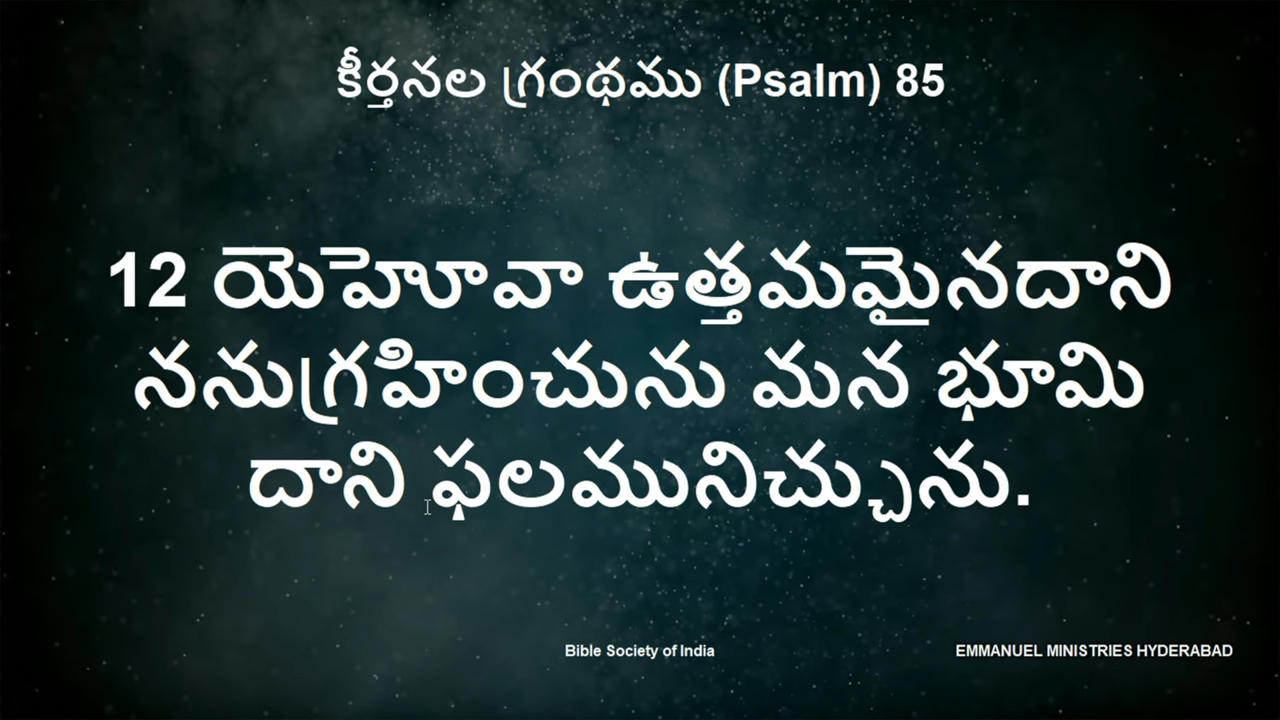 కీర్తనల గ్రంథము (Psalm) 85
12 యెహోవా ఉత్తమమైనదాని
ననుగ్రహించును మన భూమి
దాని ఫలమునిచ్చును.
Bible Society of India
EMMANUEL MINISTRIES HYDERABAD